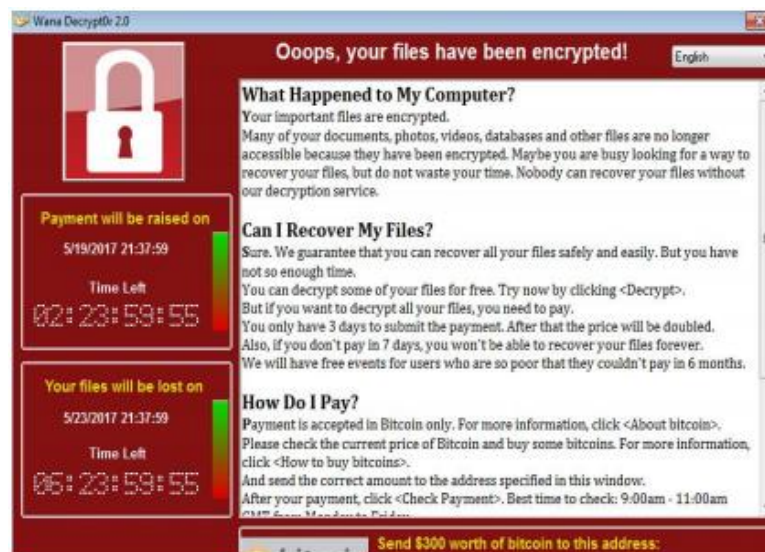 Wana Decrypt0r 2.0
Ooops, your files have been encrypted!
English
What Happened to My Computer?
Your important files are encrypted.
Many of your documents, photos, videos, databases and other files are no longer
accessible because they have been encrypted. Maybe you are busy looking for a way to
recover your files, but do not waste your time. Nobody can recover your files without
our decryption service.
Can I Recover My Files?
Sure. We guarantee that you can recover all your files safely and easily. But you have
not so enough time.
You can decrypt some of your files for free. Try now by clicking <Decrypt>.
But if you want to decrypt all your files, you need to pay.
You only have 3 days to submit the payment. After that the price will be doubled.
Also, if you don't pay in 7 days, you won't be able to recover your files forever.
We will have free events for users who are so poor that they couldn't pay in 6 months.
How Do I Pay?
Payment is accepted in Bitcoin only. For more information, click <About bitcoin>.
Please check the current price of Bitcoin and buy some bitcoins. For more information,
click <How to buy bitcoins>.
And send the correct amount to the address specified in this window.
After your payment, click <Check Payment>. Best time to check: 9:00am - 11:00am
GMT from Monday to Friday.
Payment will be raised on
5/19/2017 21:37:59
Time Left
02:23:59:55
Your files will be lost on
5/23/2017 21:37:59
Time Left
06:23:59:55
Send $300 worth of bitcoin to this address: